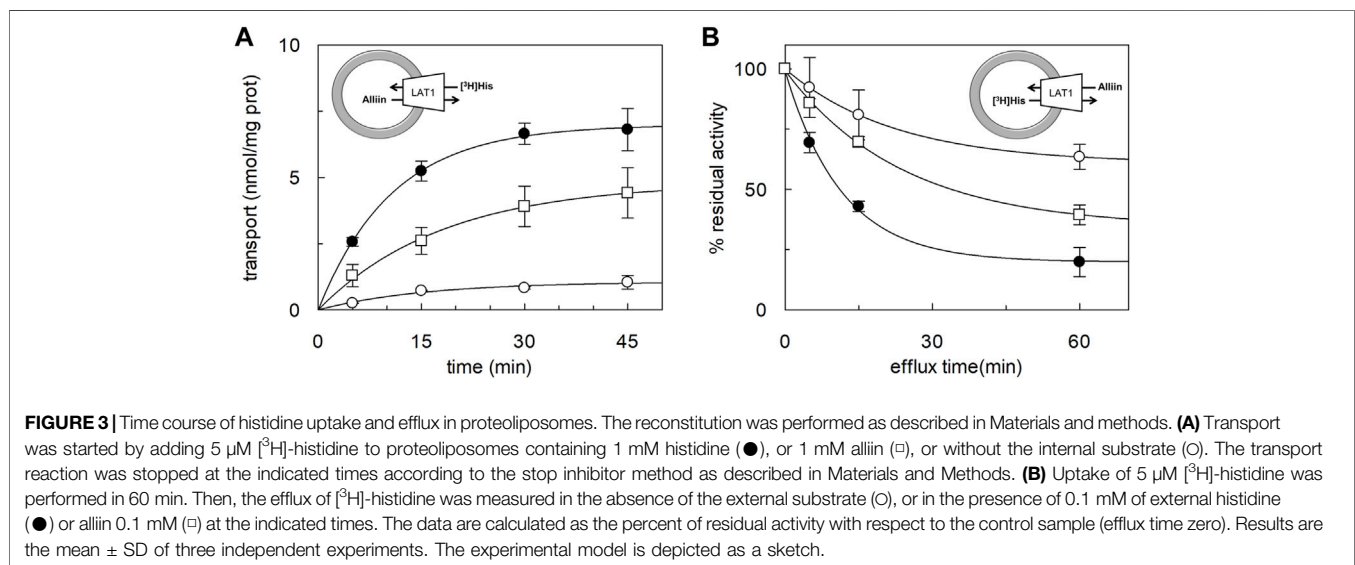 A
B
10
5
0
transport (nmol/mg prot)
[³H]His
Alliin
LAT1
0 15 30 45
time (min)
100
50
0
% residual activity
Alliin
[³H]His
LAT1
0 30 60
efflux time(min)
FIGURE 3 | Time course of histidine uptake and efflux in proteoliposomes. The reconstitution was performed as described in Materials and methods. (A) Transport
was started by adding 5 µM [³H]-histidine to proteoliposomes containing 1 mM histidine (●), or 1 mM alliin (□), or without the internal substrate (O). The transport
reaction was stopped at the indicated times according to the stop inhibitor method as described in Materials and Methods. (B) Uptake of 5 µM [³H]-histidine was
performed in 60 min. Then, the efflux of [³H]-histidine was measured in the absence of the external substrate (O), or in the presence of 0.1 mM of external histidine
(●) or alliin 0.1 mM (□) at the indicated times. The data are calculated as the percent of residual activity with respect to the control sample (efflux time zero). Results are
the mean ± SD of three independent experiments. The experimental model is depicted as a sketch.